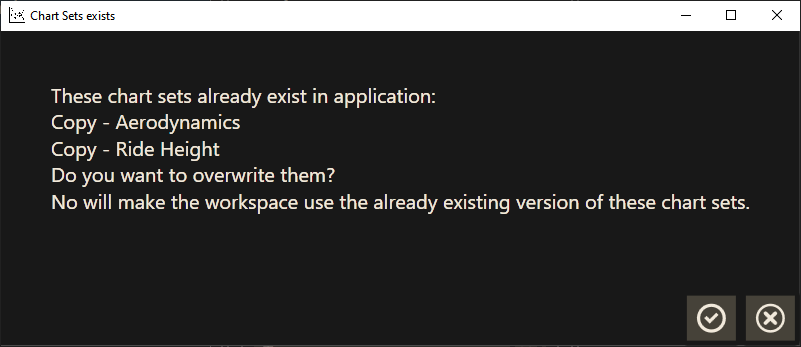 Chart Sets exists
These chart sets already exist in application:
Copy - Aerodynamics
Copy - Ride Height
Do you want to overwrite them?
No will make the workspace use the already existing version of these chart sets.